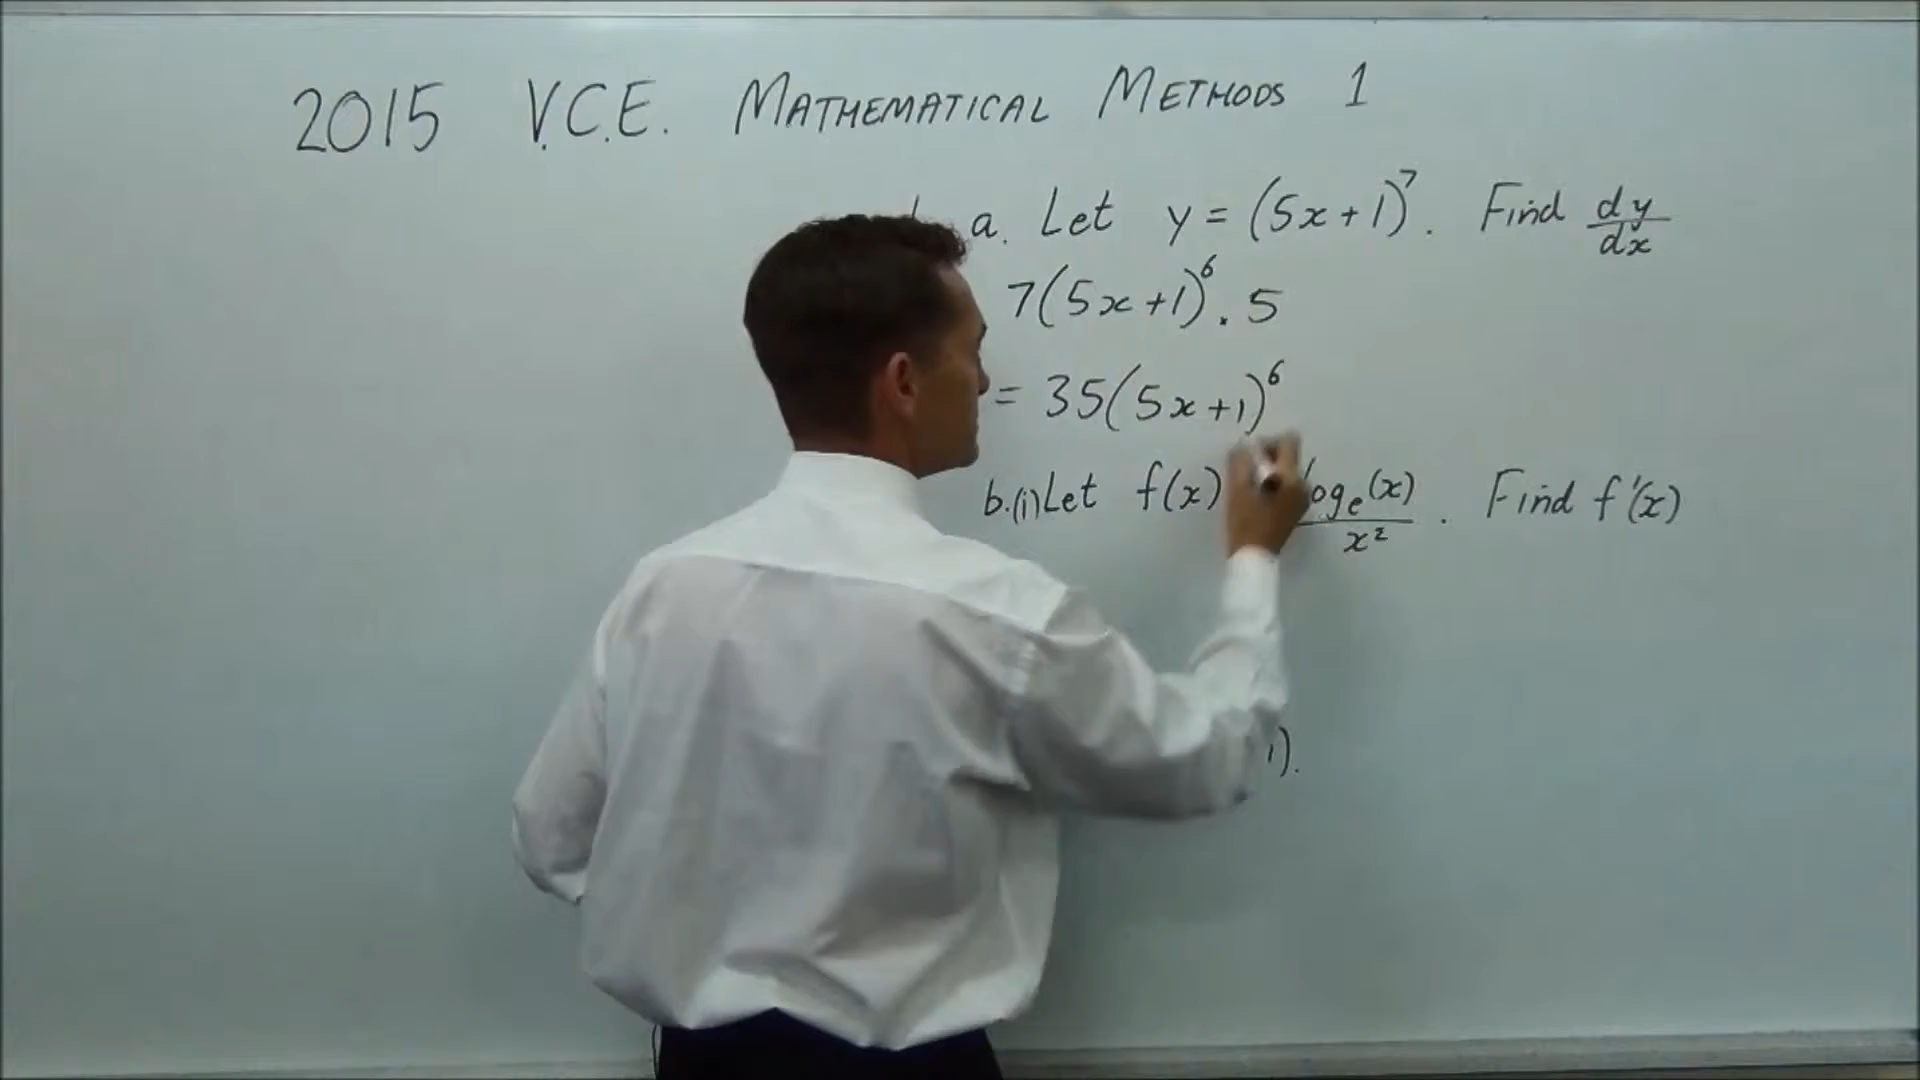 2015 V.C.E. MATHEMATICAL METHODS 1
a. Let y = (5x+1)⁷. Find dy/dx
7(5x+1)⁶ . 5
= 35(5x+1)⁶
b.(i) Let f(x) logₑ(x)/x². Find f'(x)
1).